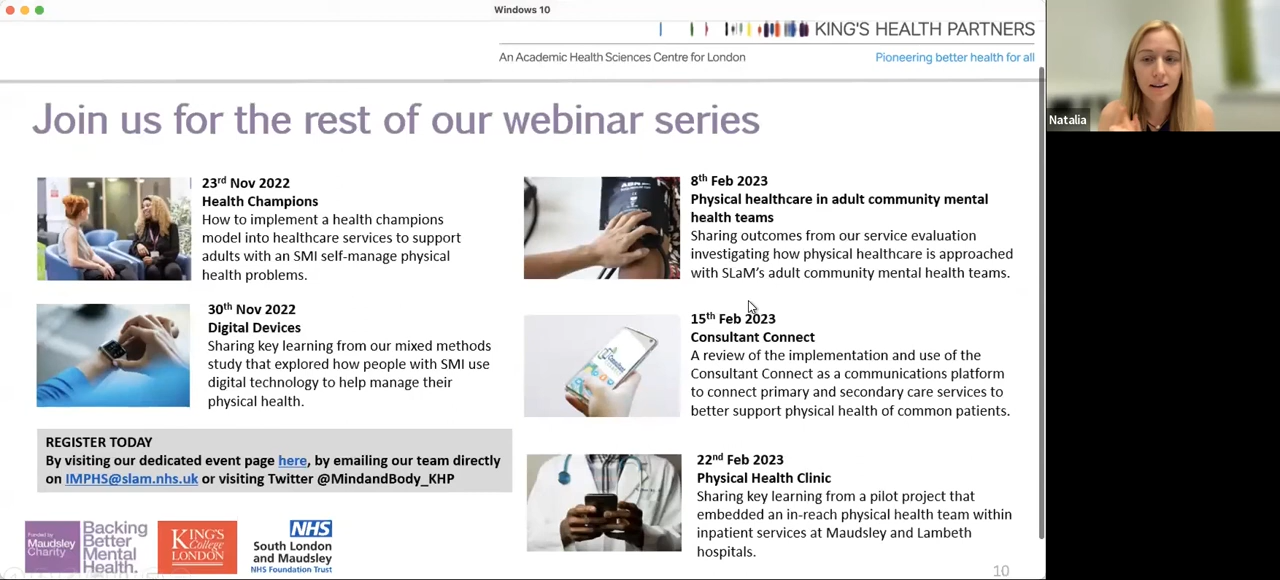 Windows 10
KING'S HEALTH PARTNERS
An Academic Health Sciences Centre for London
Pioneering better health for all
Natalia
Join us for the rest of our webinar series
23rd Nov 2022
Health Champions
How to implement a health champions
model into healthcare services to support
adults with an SMI self-manage physical
health problems.
30th Nov 2022
Digital Devices
Sharing key learning from our mixed methods
study that explored how people with SMI use
digital technology to help manage their
physical health.
REGISTER TODAY
By visiting our dedicated event page here, by emailing our team directly
on IMPHS@slam.nhs.uk or visiting Twitter @MindandBody_KHP
8th Feb 2023
Physical healthcare in adult community mental
health teams
Sharing outcomes from our service evaluation
investigating how physical healthcare is approached
with SLaM's adult community mental health teams.
15th Feb 2023
Consultant Connect
A review of the implementation and use of the
Consultant Connect as a communications platform
to connect primary and secondary care services to
better support physical health of common patients.
22nd Feb 2023
Physical Health Clinic
Sharing key learning from a pilot project that
embedded an in-reach physical health team within
inpatient services at Maudsley and Lambeth
hospitals.
Funded by
Maudsley
Charity
Backing
Better
Mental
Health.
KING'S
College
LONDON
NHS
South London
and Maudsley
NHS Foundation Trust
10